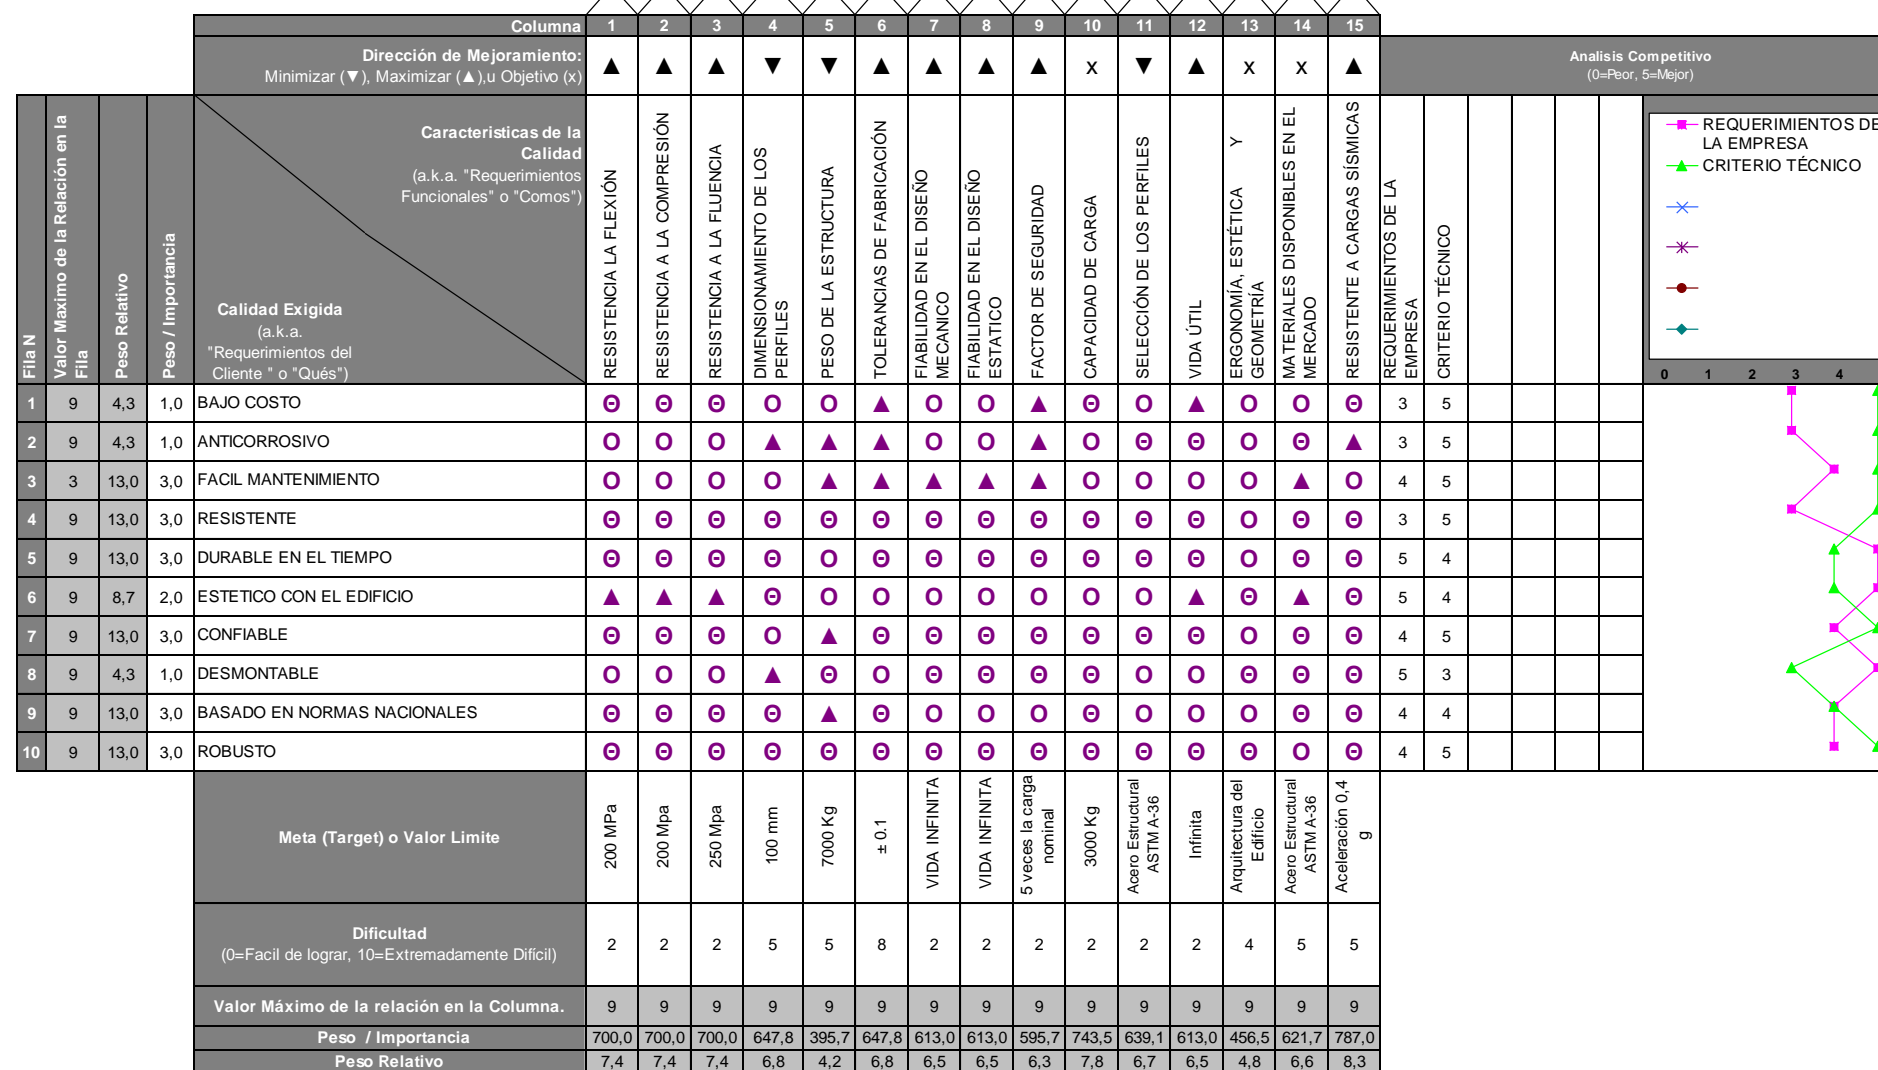 Columna 1 2 3 4 5 6 7 8 9 10 11 12 13 14 15
Dirección de Mejoramiento:
Minimizar (▼), Maximizar (▲),u Objetivo (x)
▲ ▲ ▲ ▼ ▼ ▲ ▲ ▲ ▲ x ▼ ▲ x x ▲
Analisis Competitivo
(0=Peor, 5=Mejor)
Fila N
Valor Maximo de la Relación en la
Fila
Peso Relativo
Peso / Importancia
Caracteristicas de la
Calidad
(a.k.a. "Requerimientos
Funcionales" o "Comos")
Calidad Exigida
(a.k.a.
"Requerimientos del
Cliente " o "Qués")
RESISTENCIA LA FLEXIÓN
RESISTENCIA A LA COMPRESIÓN
RESISTENCIA A LA FLUENCIA
DIMENSIONAMIENTO DE LOS
PERFILES
PESO DE LA ESTRUCTURA
TOLERANCIAS DE FABRICACIÓN
FIABILIDAD EN EL DISEÑO
MECANICO
FIABILIDAD EN EL DISEÑO
ESTATICO
FACTOR DE SEGURIDAD
CAPACIDAD DE CARGA
SELECCIÓN DE LOS PERFILES
VIDA ÚTIL
ERGONOMÍA, ESTÉTICA Y
GEOMETRÍA
MATERIALES DISPONIBLES EN EL
MERCADO
RESISTENTE A CARGAS SÍSMICAS
REQUERIMIENTOS DE LA
EMPRESA
CRITERIO TÉCNICO
REQUERIMIENTOS DE
LA EMPRESA
CRITERIO TÉCNICO
0 1 2 3 4
1 9 4,3 1,0 BAJO COSTO Θ Θ Θ Ο Ο ▲ Ο Ο ▲ Θ Ο ▲ Ο Ο Θ 3 5
2 9 4,3 1,0 ANTICORROSIVO Ο Ο Ο ▲ ▲ ▲ Ο Ο ▲ Ο Θ Θ Ο Θ ▲ 3 5
3 3 13,0 3,0 FACIL MANTENIMIENTO Ο Ο Ο Ο ▲ ▲ ▲ ▲ ▲ Ο Ο Ο Ο ▲ Ο 4 5
4 9 13,0 3,0 RESISTENTE Θ Θ Θ Θ Θ Θ Θ Θ Θ Θ Θ Θ Ο Θ Θ 3 5
5 9 13,0 3,0 DURABLE EN EL TIEMPO Θ Θ Θ Θ Ο Θ Θ Θ Θ Θ Θ Θ Ο Θ Θ 5 4
6 9 8,7 2,0 ESTETICO CON EL EDIFICIO ▲ ▲ ▲ Θ Ο Ο Ο Ο Ο Ο Ο ▲ Θ ▲ Θ 5 4
7 9 13,0 3,0 CONFIABLE Θ Θ Θ Ο ▲ Θ Θ Θ Θ Θ Θ Θ Ο Θ Θ 4 5
8 9 4,3 1,0 DESMONTABLE Ο Ο Ο ▲ Θ Ο Θ Θ Θ Θ Ο Ο Θ Θ Θ 5 3
9 9 13,0 3,0 BASADO EN NORMAS NACIONALES Θ Θ Θ Θ ▲ Θ Ο Ο Ο Θ Ο Ο Ο Θ Θ 4 4
10 9 13,0 3,0 ROBUSTO Θ Θ Θ Θ Θ Θ Θ Θ Θ Θ Θ Θ Θ Ο Θ 4 5
Meta (Target) o Valor Limite
200 MPa
200 Mpa
250 Mpa
100 mm
7000 Kg
± 0.1
VIDA INFINITA
VIDA INFINITA
5 veces la carga
nominal
3000 Kg
Acero Estructural
ASTM A-36
Infinita
Arquitectura del
Edificio
Acero Estructural
ASTM A-36
Aceleración 0,4
g
Dificultad
(0=Facil de lograr, 10=Extremadamente Difícil)
2 2 2 5 5 8 2 2 2 2 2 2 4 5 5
Valor Máximo de la relación en la Columna. 9 9 9 9 9 9 9 9 9 9 9 9 9 9 9
Peso / Importancia 700,0 700,0 700,0 647,8 395,7 647,8 613,0 613,0 595,7 743,5 639,1 613,0 456,5 621,7 787,0
Peso Relativo 7,4 7,4 7,4 6,8 4,2 6,8 6,5 6,5 6,3 7,8 6,7 6,5 4,8 6,6 8,3